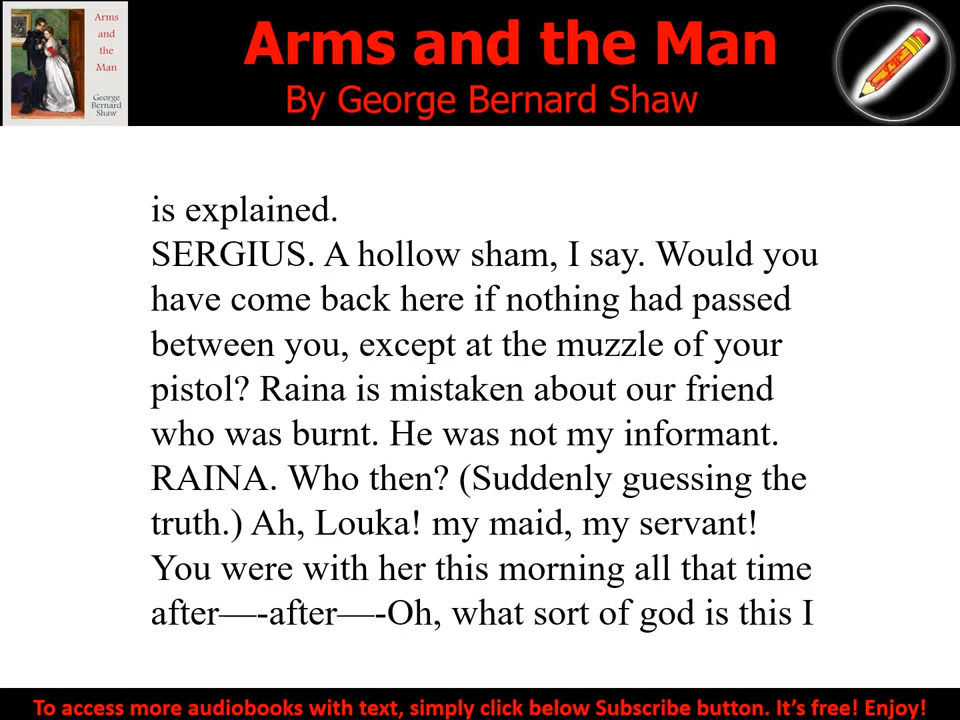 Arms
and
the
Man
George
Bernard
Shaw
Arms and the Man
By George Bernard Shaw
is explained.
SERGIUS. A hollow sham, I say. Would you
have come back here if nothing had passed
between you, except at the muzzle of your
pistol? Raina is mistaken about our friend
who was burnt. He was not my informant.
RAINA. Who then? (Suddenly guessing the
truth.) Ah, Louka! my maid, my servant!
You were with her this morning all that time
after—-after—-Oh, what sort of god is this I
To access more audiobooks with text, simply click below Subscribe button. It's free! Enjoy!